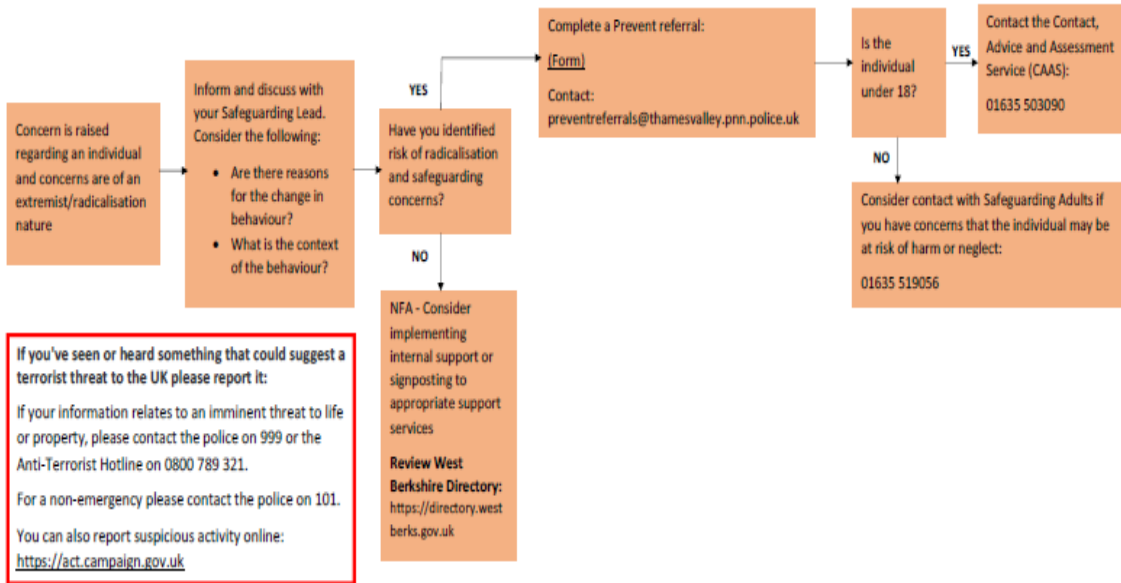 Concern is raised
regarding an individual
and concerns are of an
extremist/radicalisation
nature
Inform and discuss with
your Safeguarding Lead.
Consider the following:
• Are there reasons
for the change in
behaviour?
• What is the context
of the behaviour?
YES
Have you identified
risk of radicalisation
and safeguarding
concerns?
NO
NFA - Consider
implementing
internal support or
signposting to
appropriate support
services
Review West
Berkshire Directory:
https://directory.west
berks.gov.uk
Complete a Prevent referral:
(Form)
Contact:
preventreferrals@thamesvalley.pnn.police.uk
Is the
individual
under 18?
YES
Contact the Contact,
Advice and Assessment
Service (CAAS):
01635 503090
NO
Consider contact with Safeguarding Adults if
you have concerns that the individual may be
at risk of harm or neglect:
01635 519056
If you've seen or heard something that could suggest a
terrorist threat to the UK please report it:
If your information relates to an imminent threat to life
or property, please contact the police on 999 or the
Anti-Terrorist Hotline on 0800 789 321.
For a non-emergency please contact the police on 101.
You can also report suspicious activity online:
https://act.campaign.gov.uk